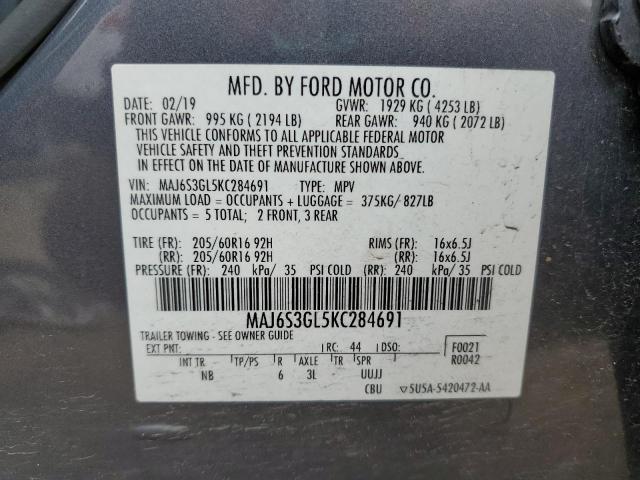 MFD. BY FORD MOTOR CO.
DATE: 02/19 GVWR: 1929 KG ( 4253 LB)
FRONT GAWR: 995 KG ( 2194 LB) REAR GAWR: 940 KG ( 2072 LB)
THIS VEHICLE CONFORMS TO ALL APPLICABLE FEDERAL MOTOR
VEHICLE SAFETY AND THEFT PREVENTION STANDARDS
IN EFFECT ON THE DATE OF MANUFACTURE SHOWN ABOVE.
VIN: MAJ6S3GL5KC284691 TYPE: MPV
MAXIMUM LOAD = OCCUPANTS + LUGGAGE = 375KG/ 827LB
OCCUPANTS = 5 TOTAL; 2 FRONT, 3 REAR
TIRE (FR): 205/60R16 92H RIMS (FR): 16x6.5J
(RR): 205/60R16 92H (RR): 16x6.5J
PRESSURE (FR): 240 kPa/ 35 PSI COLD (RR): 240 kPa/ 35 PSI COLD
MAJ6S3GL5KC284691
TRAILER TOWING - SEE OWNER GUIDE
EXT PNT: RC: 44 DSO: F0021
R0042
INT TR TP/PS R AXLE TR SPR
NB 6 3L UUJJ
CBU 5U5A-5420472-AA